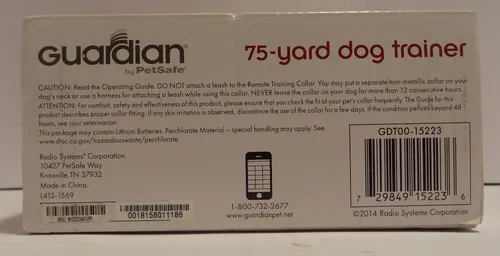 guardian®
by PetSafe®
75-yard dog trainer
CAUTION: Read the Operating Guide. DO NOT attach a leash to the Remote Training Collar. You may put a separate non-metallic collar on your
dog's neck or use a harness for attaching a leash while using this collar. NEVER leave the collar on your dog for more than 12 consecutive hours.
ATTENTION: For comfort, safety and effectiveness of this product, please ensure that you check the fit of your pet's collar frequently. The Guide for this
product describes proper collar fitting. If any skin irritation is observed, discontinue the use of the collar for a few days. If the condition persists beyond 48
hours, see your veterinarian.
This package may contain Lithium Batteries. Perchlorate Material – special handling may apply. See
www.dtsc.ca.gov/hazardouswaste/perchlorate.
Radio Systems® Corporation
10427 PetSafe Way
Knoxville, TN 37932
Made in China.
L413-1569
0018156011186
1-800-732-2677
www.guardianpet.net
GDT00-15223
7 29849 15223 6
©2014 Radio Systems Corporation